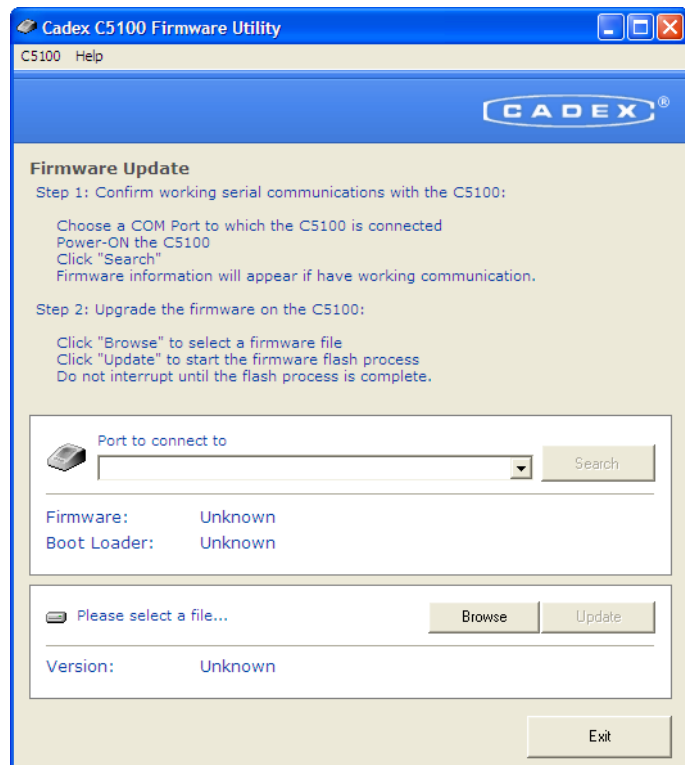 Cadex C5100 Firmware Utility
C5100 Help
CADEX®
Firmware Update
Step 1: Confirm working serial communications with the C5100:
Choose a COM Port to which the C5100 is connected
Power-ON the C5100
Click "Search"
Firmware information will appear if have working communication.
Step 2: Upgrade the firmware on the C5100:
Click "Browse" to select a firmware file
Click "Update" to start the firmware flash process
Do not interrupt until the flash process is complete.
Port to connect to
Search
Firmware: Unknown
Boot Loader: Unknown
Please select a file...
Browse
Update
Version: Unknown
Exit